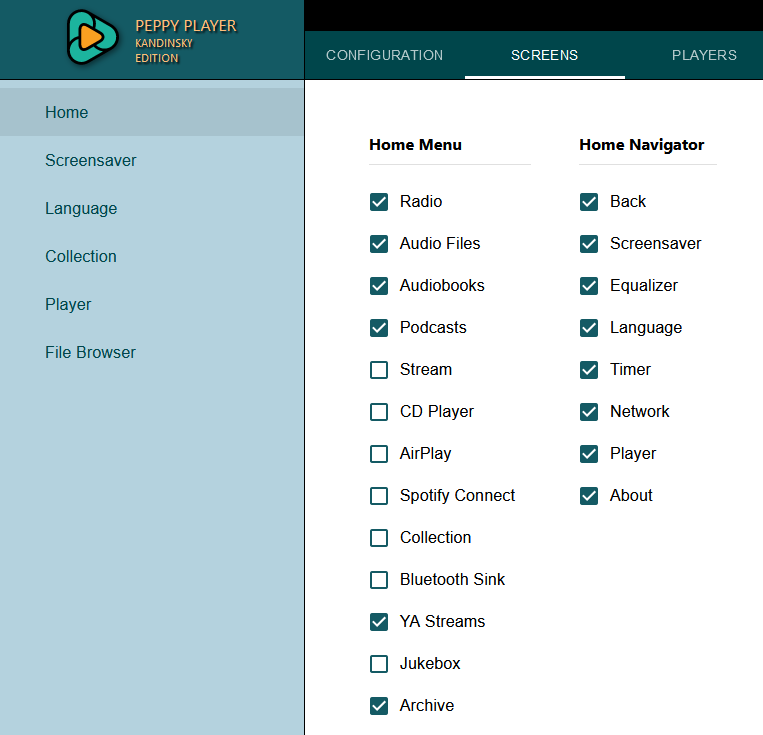 PEPPY PLAYER
KANDINSKY
EDITION
CONFIGURATION
SCREENS
PLAYERS
Home
Screensaver
Language
Collection
Player
File Browser
Home Menu
Radio
Audio Files
Audiobooks
Podcasts
Stream
CD Player
AirPlay
Spotify Connect
Collection
Bluetooth Sink
YA Streams
Jukebox
Archive
Home Navigator
Back
Screensaver
Equalizer
Language
Timer
Network
Player
About